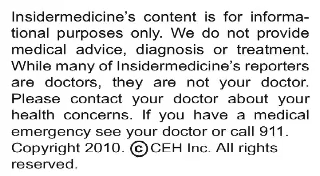 Insidermedicine's content is for informa-
tional purposes only. We do not provide
medical advice, diagnosis or treatment.
While many of Insidermedicine's reporters
are doctors, they are not your doctor.
Please contact your doctor about your
health concerns. If you have a medical
emergency see your doctor or call 911.
Copyright 2010. ©CEH Inc. All rights
reserved.